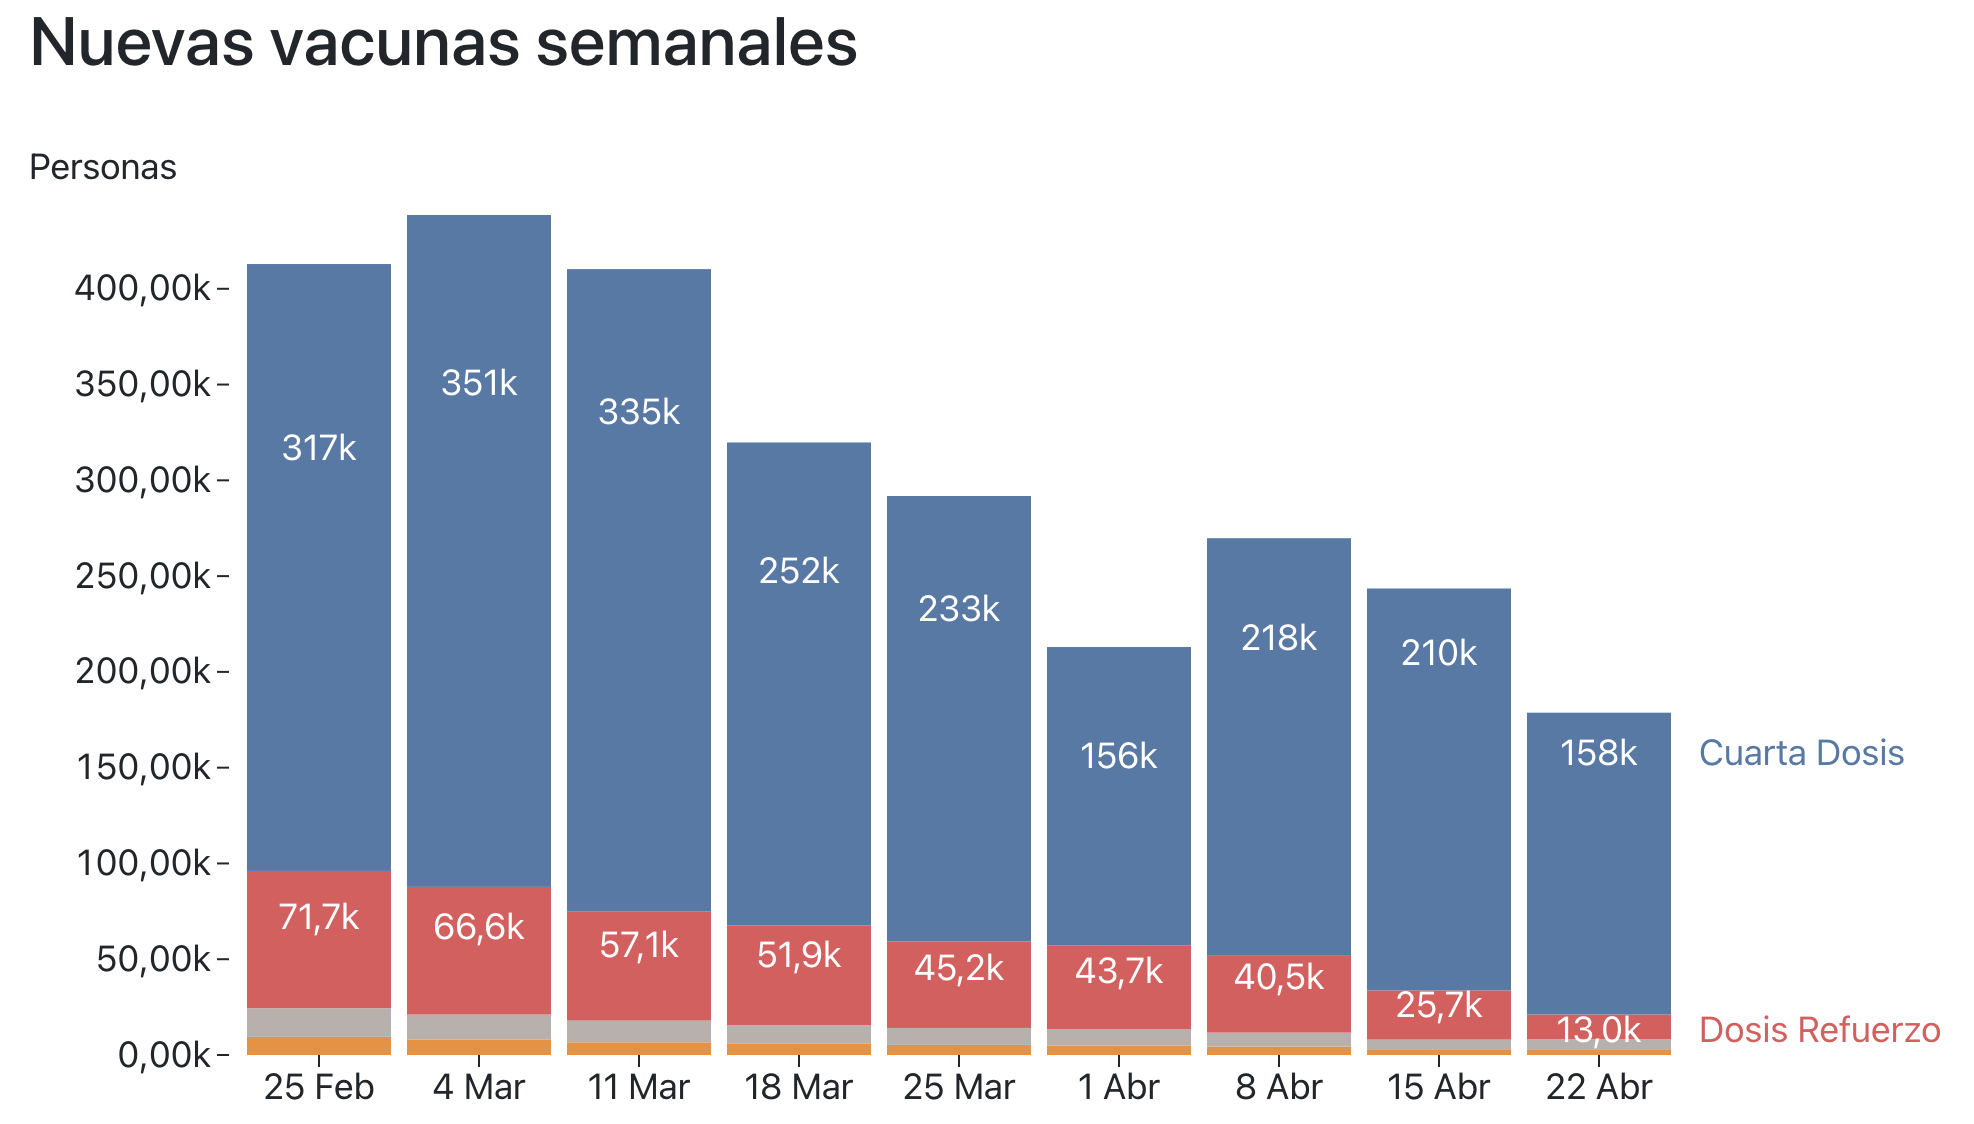 Nuevas vacunas semanales
Personas
400,00k
350,00k
300,00k
250,00k
200,00k
150,00k
100,00k
50,00k
0,00k
317k
351k
335k
252k
233k
156k
218k
210k
158k
Cuarta Dosis
71,7k
66,6k
57,1k
51,9k
45,2k
43,7k
40,5k
25,7k
13,0k
Dosis Refuerzo
25 Feb
4 Mar
11 Mar
18 Mar
25 Mar
1 Abr
8 Abr
15 Abr
22 Abr